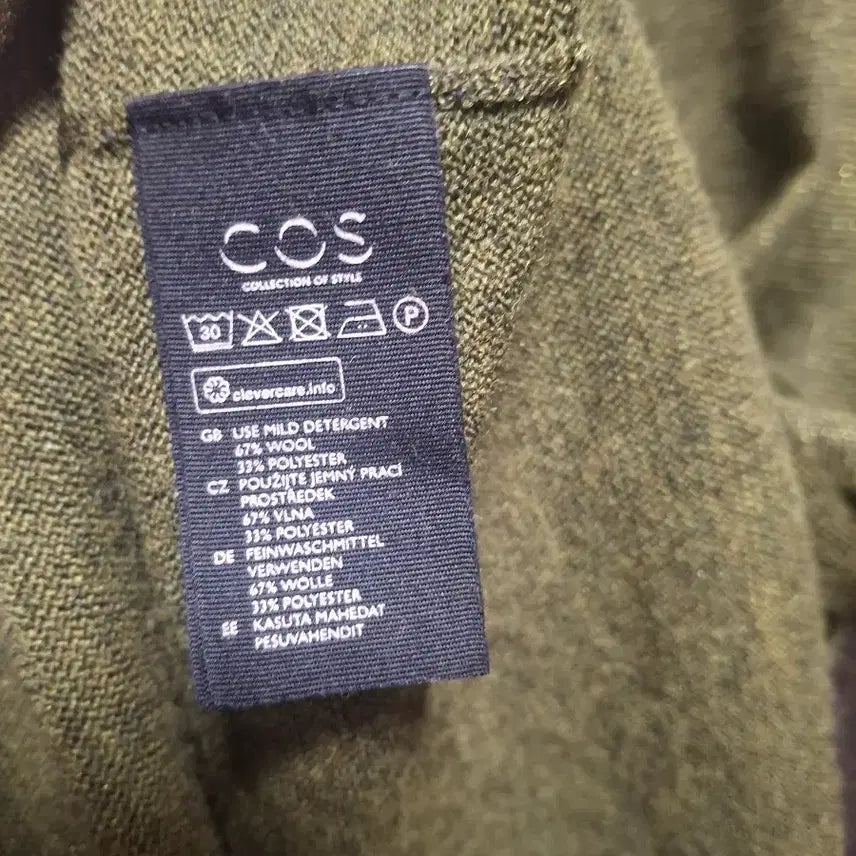 COS
COLLECTION OF STYLE
30 P
clevercare.info
GB USE MILD DETERGENT
67% WOOL
33% POLYESTER
CZ POUŽIJTE JEMNÝ PRACÍ
PROSTŘEDEK
67% VLNA
33% POLYESTER
DE FEINWASCHMITTEL
VERWENDEN
67% WOLLE
33% POLYESTER
EE KASUTA MAHEDAT
PESUVAHENDIT